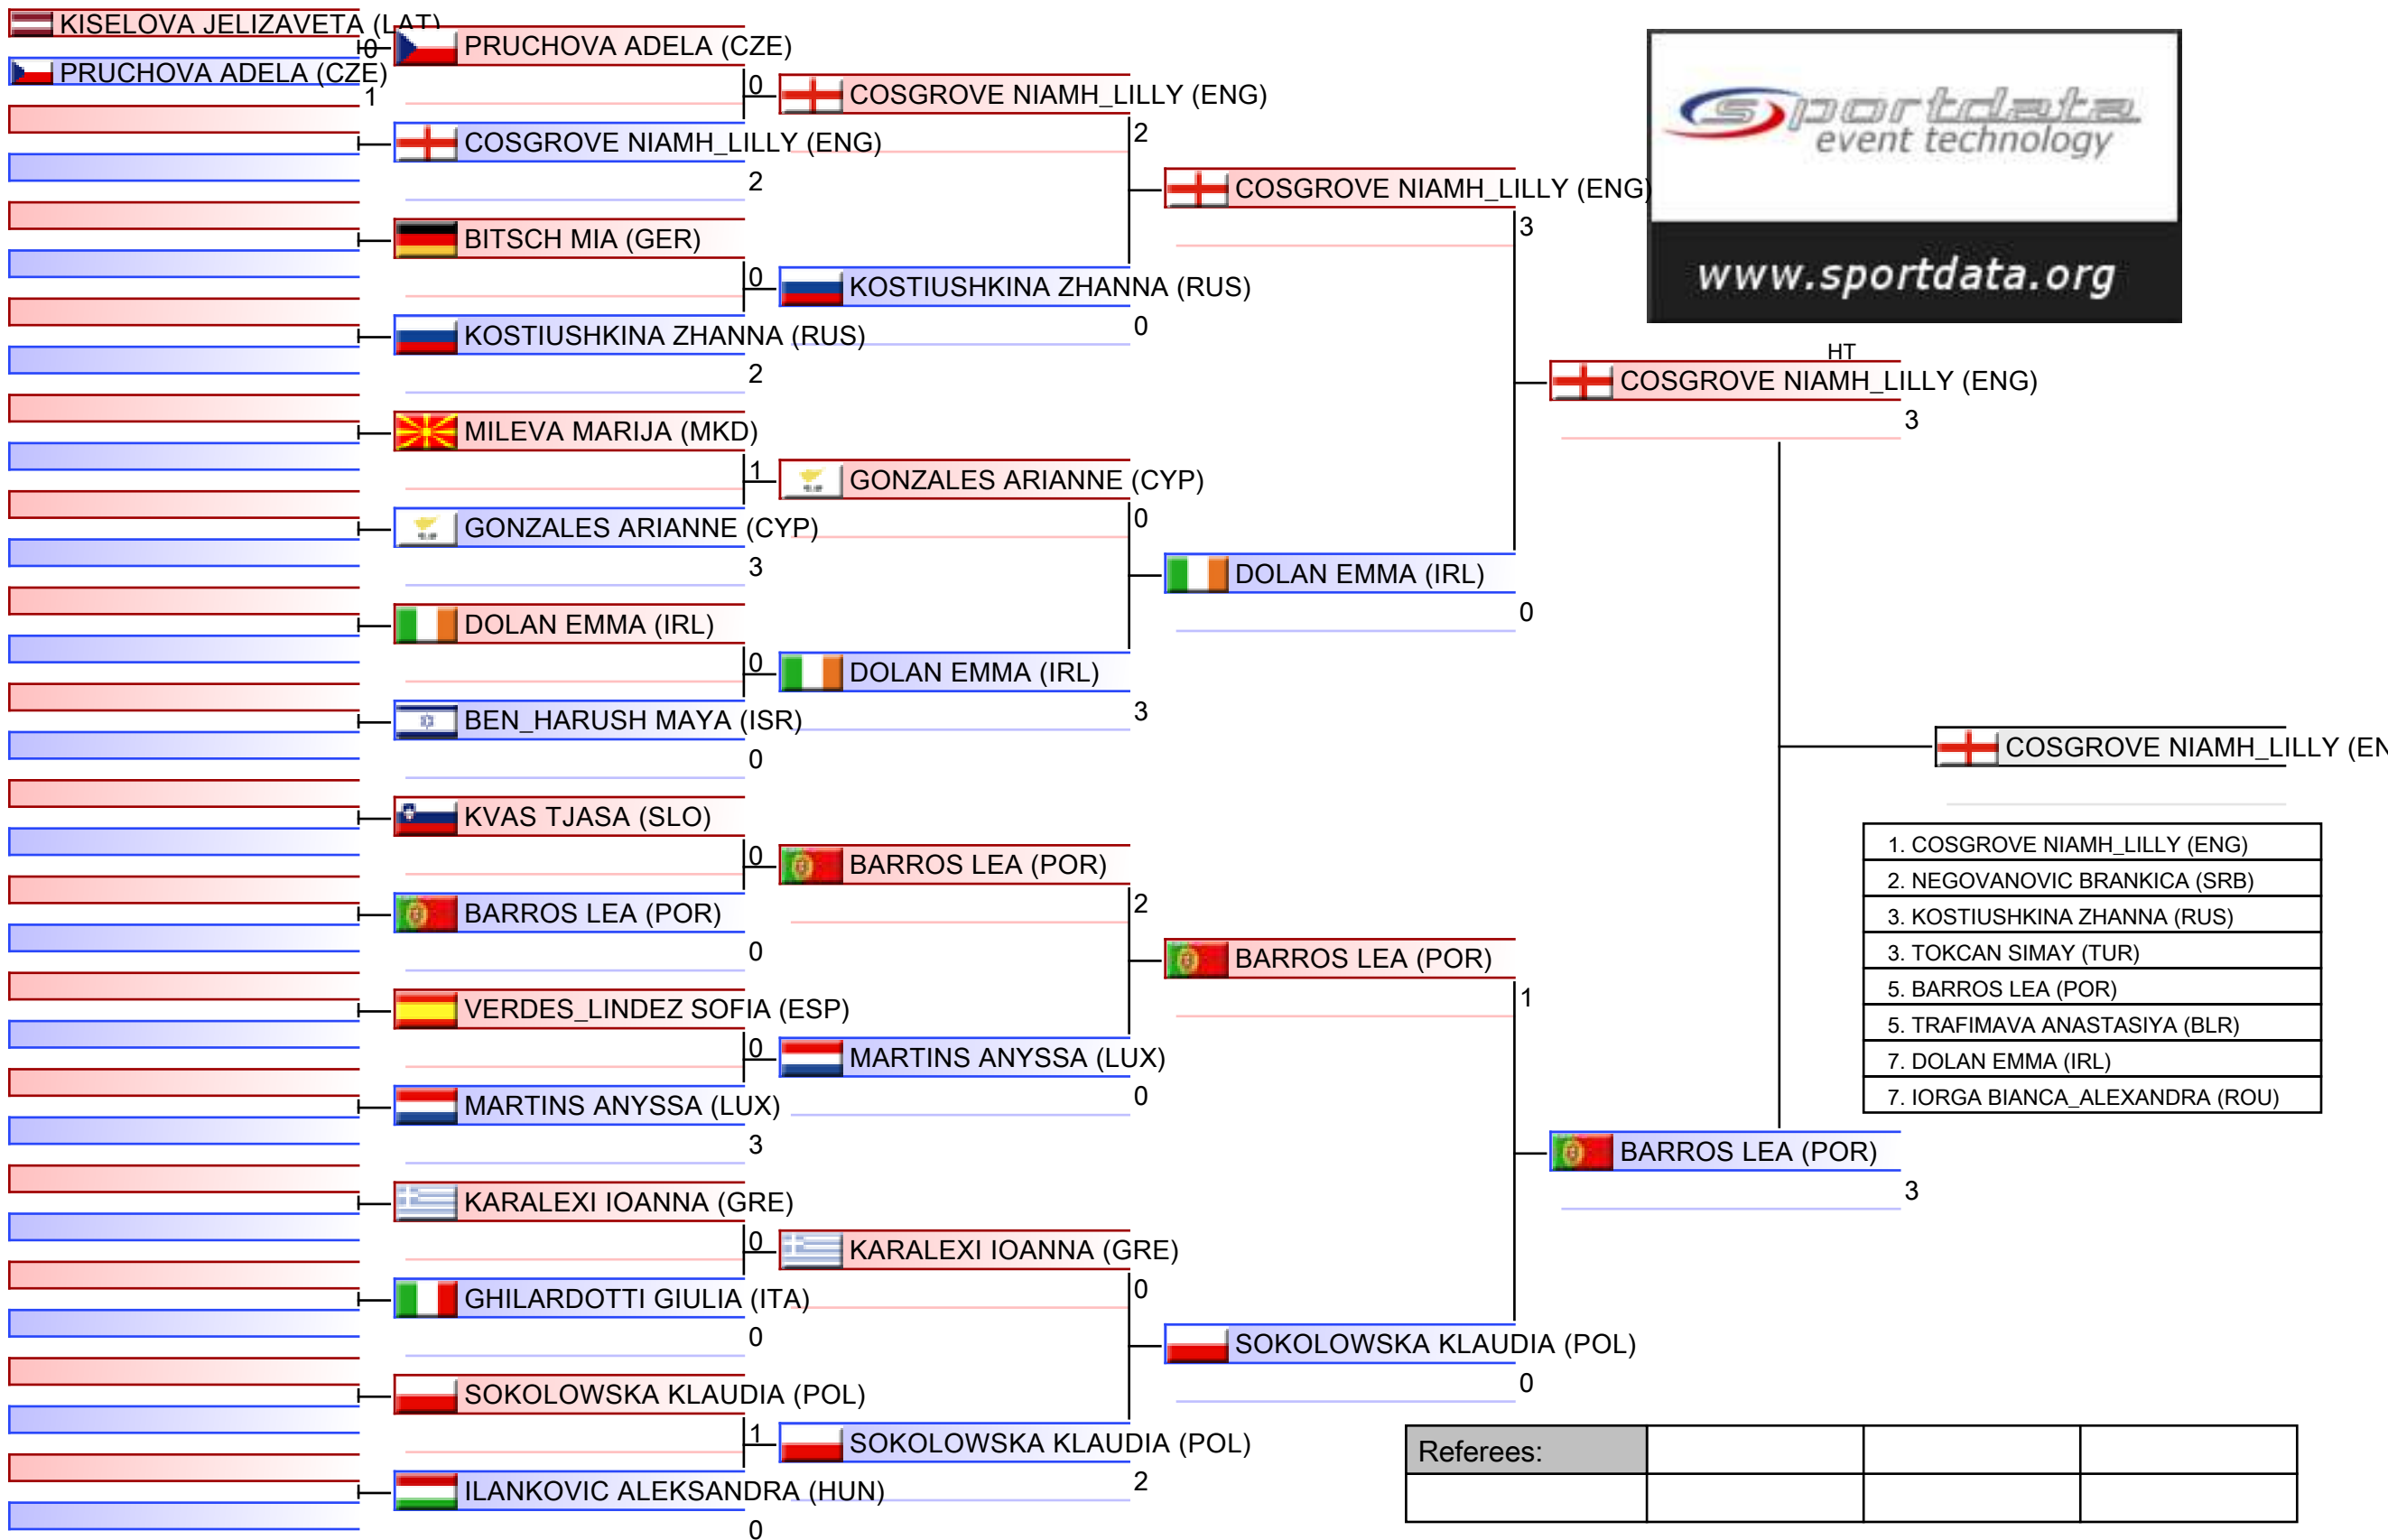 KISELOVA JELIZAVETA (LAT)
0
PRUCHOVA ADELA (CZE)
1
PRUCHOVA ADELA (CZE)
0
COSGROVE NIAMH_LILLY (ENG)
2
BITSCH MIA (GER)
0
KOSTIUSHKINA ZHANNA (RUS)
2
MILEVA MARIJA (MKD)
1
GONZALES ARIANNE (CYP)
3
DOLAN EMMA (IRL)
0
BEN_HARUSH MAYA (ISR)
0
KVAS TJASA (SLO)
0
BARROS LEA (POR)
0
VERDES_LINDEZ SOFIA (ESP)
0
MARTINS ANYSSA (LUX)
3
KARALEXI IOANNA (GRE)
0
GHILARDOTTI GIULIA (ITA)
0
SOKOLOWSKA KLAUDIA (POL)
1
ILANKOVIC ALEKSANDRA (HUN)
0
COSGROVE NIAMH_LILLY (ENG)
2
KOSTIUSHKINA ZHANNA (RUS)
0
GONZALES ARIANNE (CYP)
0
DOLAN EMMA (IRL)
3
BARROS LEA (POR)
2
MARTINS ANYSSA (LUX)
0
KARALEXI IOANNA (GRE)
0
SOKOLOWSKA KLAUDIA (POL)
2
COSGROVE NIAMH_LILLY (ENG)
3
DOLAN EMMA (IRL)
0
BARROS LEA (POR)
1
SOKOLOWSKA KLAUDIA (POL)
0
sportdata
event technology
www.sportdata.org
HT
COSGROVE NIAMH_LILLY (ENG)
3
BARROS LEA (POR)
3
COSGROVE NIAMH_LILLY (EN
1. COSGROVE NIAMH_LILLY (ENG)
2. NEGOVANOVIC BRANKICA (SRB)
3. KOSTIUSHKINA ZHANNA (RUS)
3. TOKCAN SIMAY (TUR)
5. BARROS LEA (POR)
5. TRAFIMAVA ANASTASIYA (BLR)
7. DOLAN EMMA (IRL)
7. IORGA BIANCA_ALEXANDRA (ROU)
Referees: